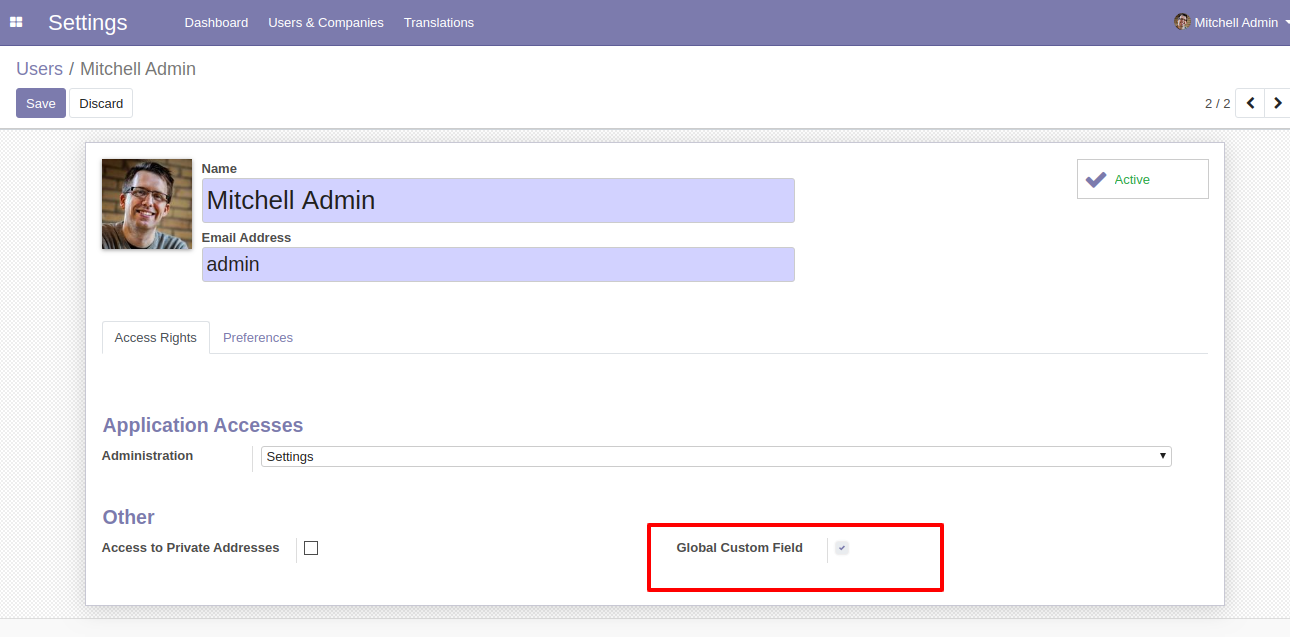 Settings Dashboard Users & Companies Translations Mitchell Admin
Users / Mitchell Admin
Save Discard 2 / 2
Name
Mitchell Admin
Active
Email Address
admin
Access Rights Preferences
Application Accesses
Administration Settings
Other
Access to Private Addresses Global Custom Field